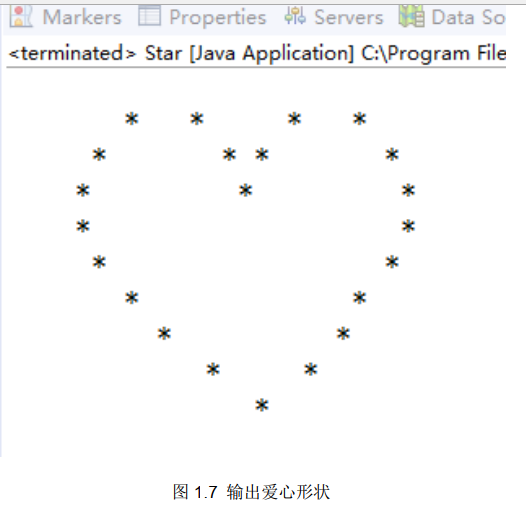 Markers Properties Servers Data So
<terminated> Star [Java Application] C:\Program File
* * * *
* * * *
* * *
* *
* *
* *
* *
* *
*
图 1.7 输出爱心形状